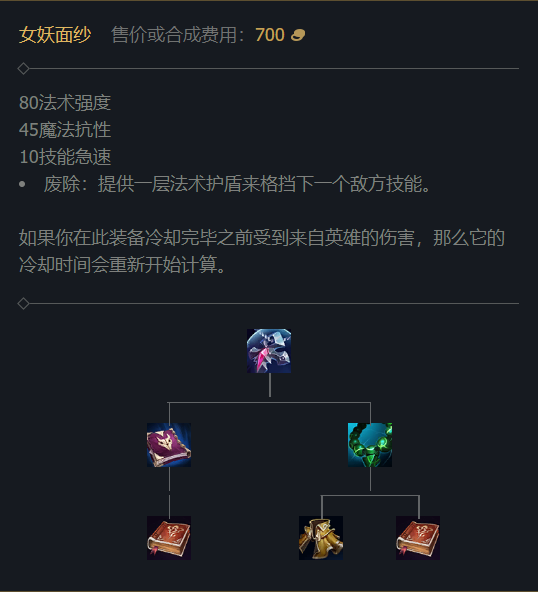 女妖面纱 售价或合成费用：700
80法术强度
45魔法抗性
10技能急速
• 废除：提供一层法术护盾来格挡下一个敌方技能。
如果你在此装备冷却完毕之前受到来自英雄的伤害，那么它的
冷却时间会重新开始计算。